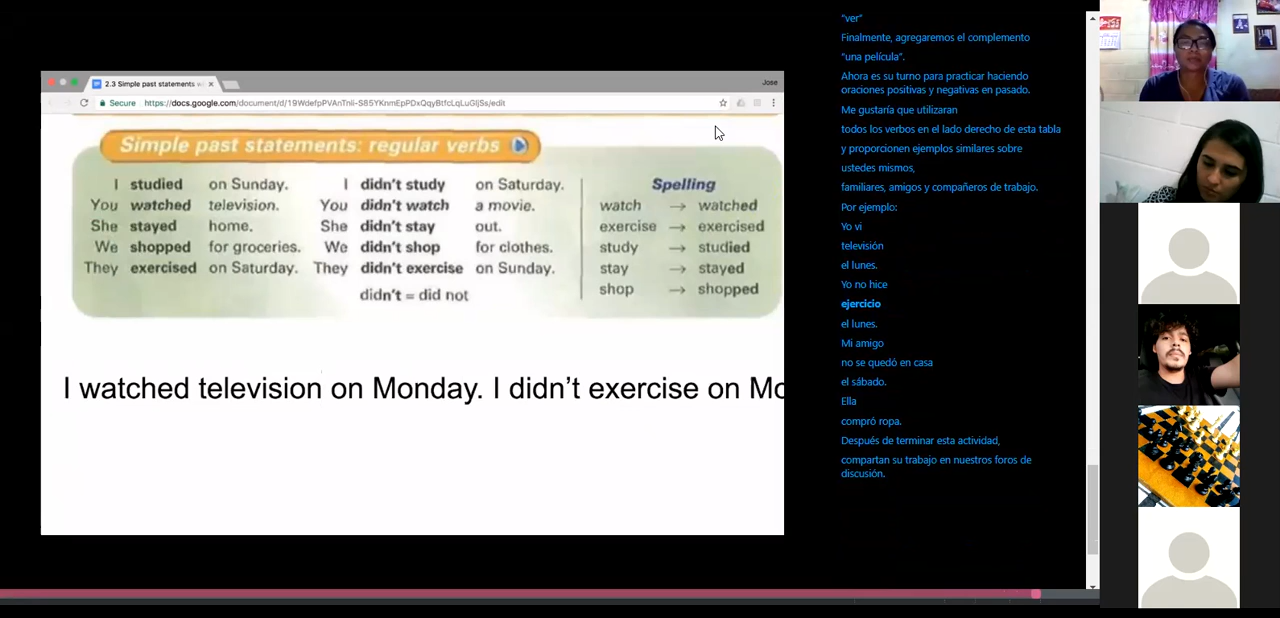 2.3 Simple past statements w
Jose
Secure
https://docs.google.com/document/d/19WdefpPVAnTnli-S85YKnmEpPDxQqyBtfcLqLuGljSs/edit
Simple past statements: regular verbs
I studied on Sunday. I didn't study on Saturday. Spelling
You watched television. You didn't watch a movie. watch → watched
She stayed home. She didn't stay out. exercise → exercised
We shopped for groceries. We didn't shop for clothes. study → studied
They exercised on Saturday. They didn't exercise on Sunday. stay → stayed
didn't = did not shop → shopped
I watched television on Monday. I didn't exercise on Mo
"ver"
Finalmente, agregaremos el complemento
"una película".
Ahora es su turno para practicar haciendo
oraciones positivas y negativas en pasado.
Me gustaría que utilizaran
todos los verbos en el lado derecho de esta tabla
y proporcionen ejemplos similares sobre
ustedes mismos,
familiares, amigos y compañeros de trabajo.
Por ejemplo:
Yo vi
televisión
el lunes.
Yo no hice
ejercicio
el lunes.
Mi amigo
no se quedó en casa
el sábado.
Ella
compró ropa.
Después de terminar esta actividad,
compartan su trabajo en nuestros foros de
discusión.